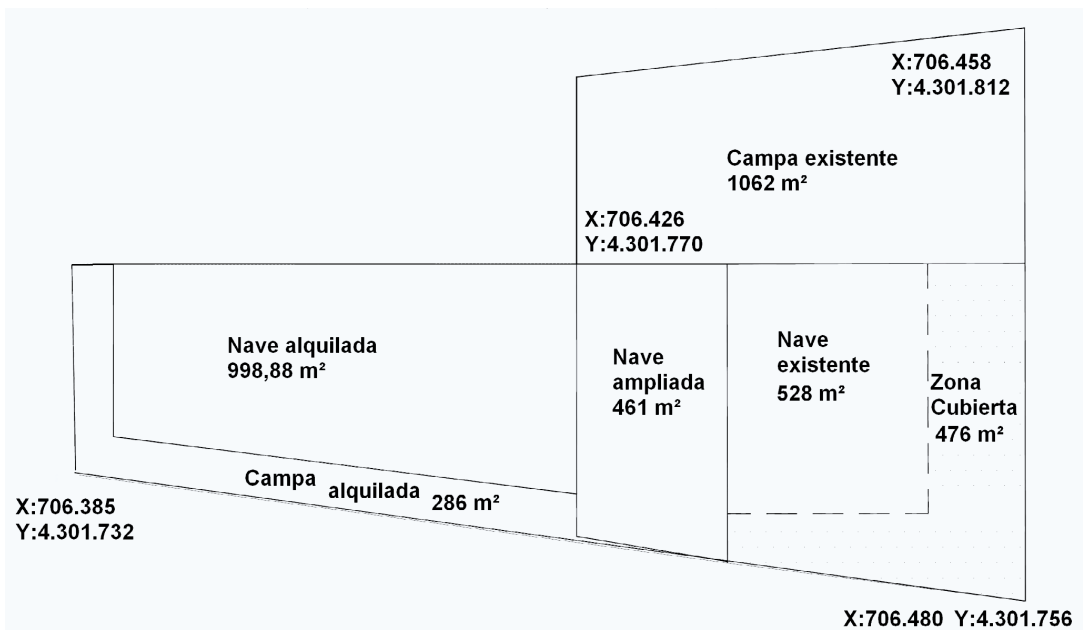 X:706.458
Y:4.301.812
Campa existente
1062 m²
X:706.426
Y:4.301.770
Nave alquilada
998,88 m²
Nave
ampliada
461 m²
Nave
existente
528 m²
Zona
Cubierta
476 m²
Campa alquilada 286 m²
X:706.385
Y:4.301.732
X:706.480 Y:4.301.756